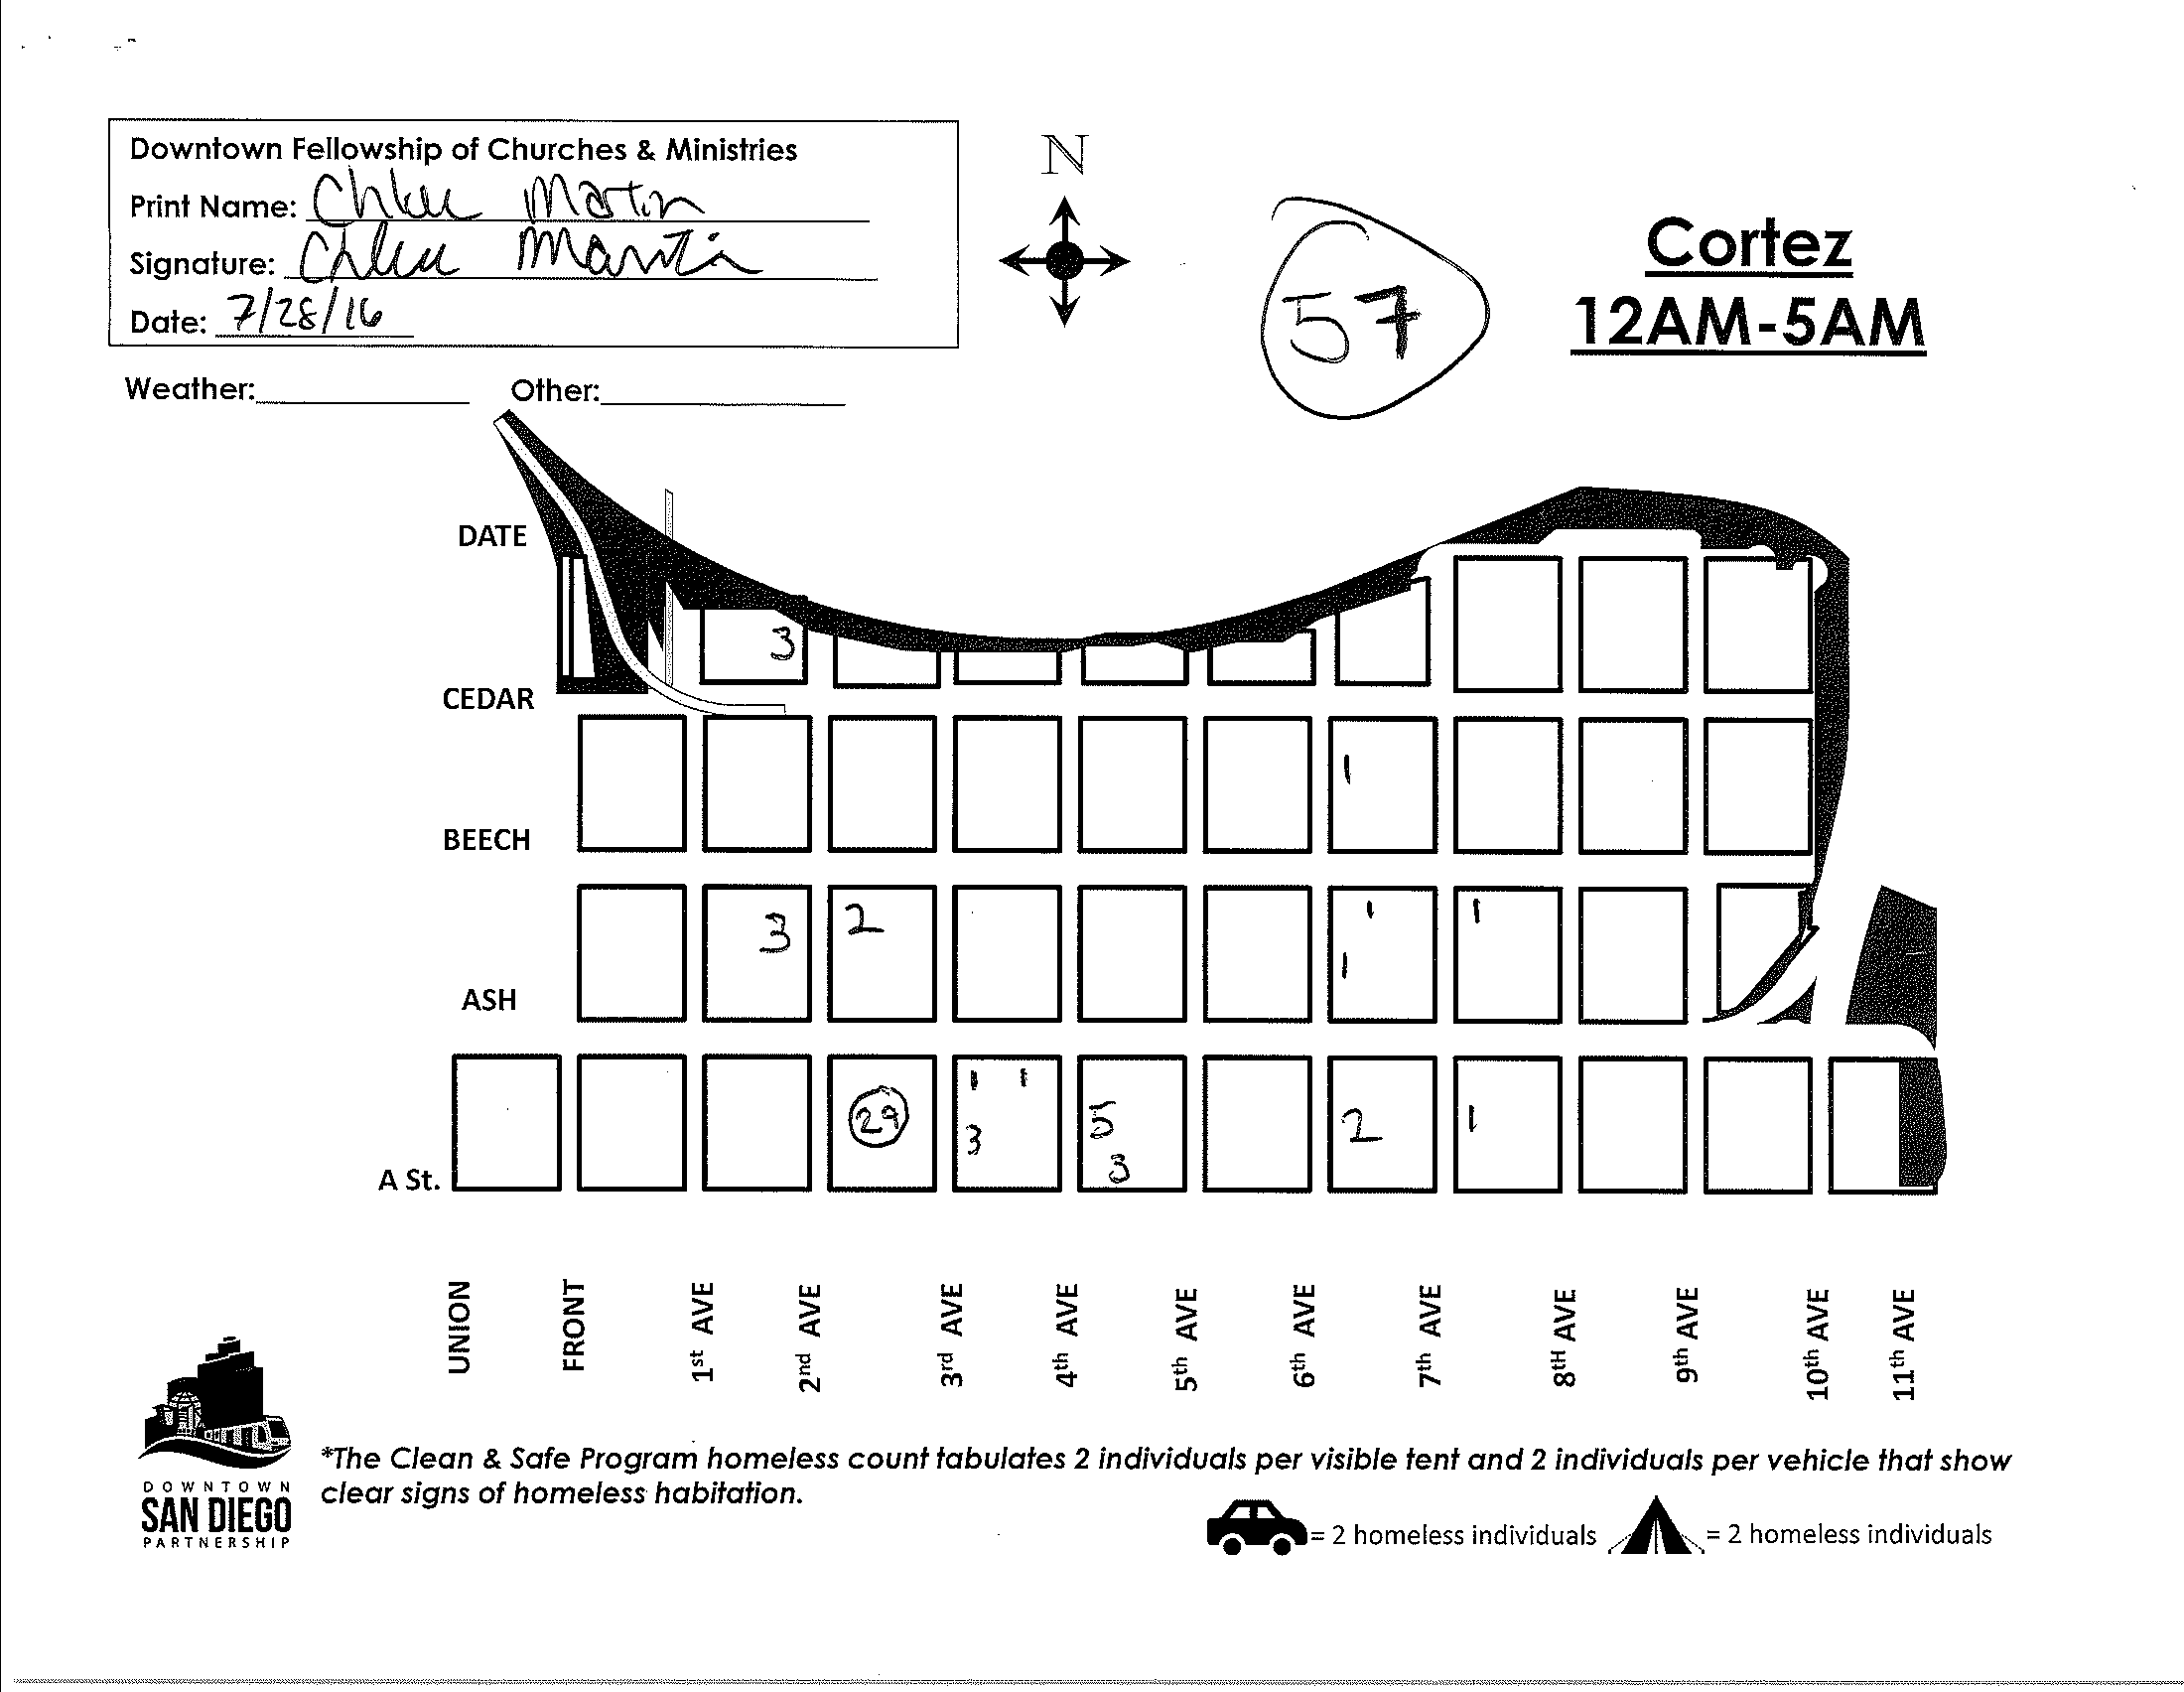 Downtown Fellowship of Churches & Ministries
Print Name: Chloe Martin
Signature: Chloe Martin
Date: 7/28/16
Weather: Other:
N
57
Cortez
12AM-5AM
DATE
3
CEDAR
1
BEECH
3 2 1 1
1
ASH
29 1 1 5 2 1
3 3
A St.
UNION FRONT 1st AVE 2nd AVE 3rd AVE 4th AVE 5th AVE 6th AVE 7th AVE 8TH AVE 9th AVE 10th AVE 11th AVE
*The Clean & Safe Program homeless count tabulates 2 individuals per visible tent and 2 individuals per vehicle that show
clear signs of homeless habitation.
DOWNTOWN
SAN DIEGO
PARTNERSHIP
= 2 homeless individuals = 2 homeless individuals